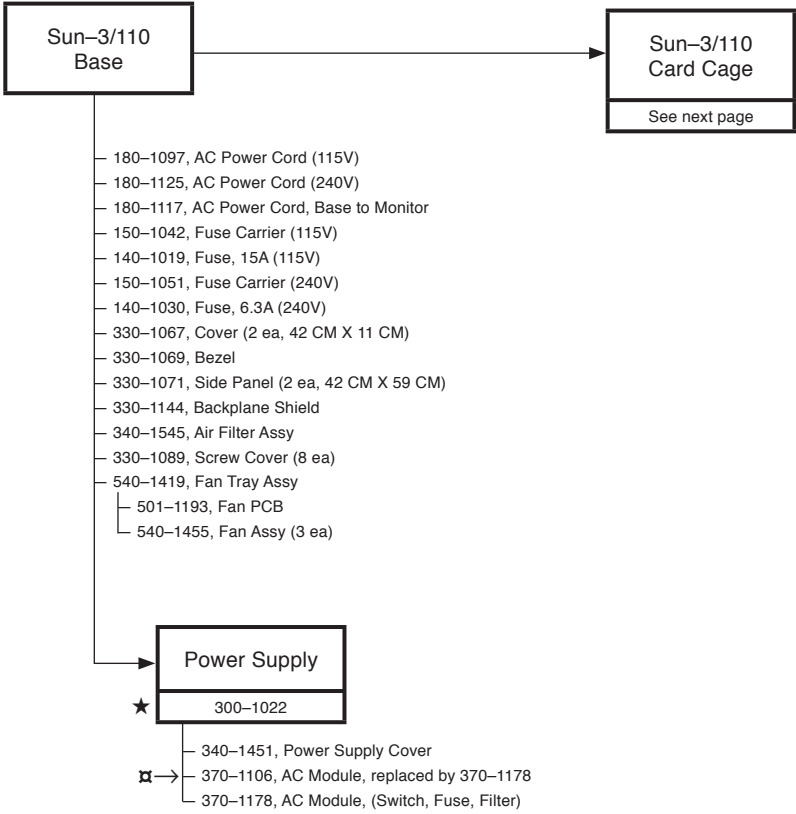 Sun–3/110
Base
Sun–3/110
Card Cage
See next page
180–1097, AC Power Cord (115V)
180–1125, AC Power Cord (240V)
180–1117, AC Power Cord, Base to Monitor
150–1042, Fuse Carrier (115V)
140–1019, Fuse, 15A (115V)
150–1051, Fuse Carrier (240V)
140–1030, Fuse, 6.3A (240V)
330–1067, Cover (2 ea, 42 CM X 11 CM)
330–1069, Bezel
330–1071, Side Panel (2 ea, 42 CM X 59 CM)
330–1144, Backplane Shield
340–1545, Air Filter Assy
330–1089, Screw Cover (8 ea)
540–1419, Fan Tray Assy
501–1193, Fan PCB
540–1455, Fan Assy (3 ea)
Power Supply
★ 300–1022
340–1451, Power Supply Cover
¤→ 370–1106, AC Module, replaced by 370–1178
370–1178, AC Module, (Switch, Fuse, Filter)